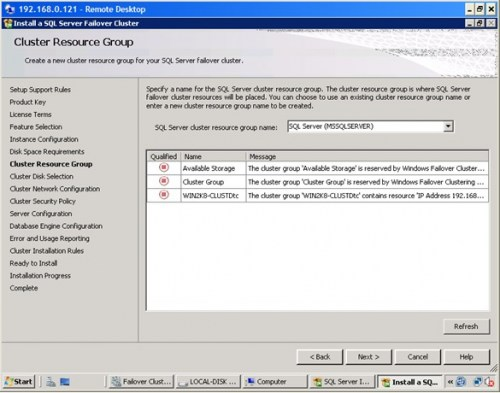 192.168.0.121 - Remote Desktop
Install a SQL Server Failover Cluster
Cluster Resource Group
Create a new cluster resource group for your SQL Server failover cluster.
Setup Support Rules
Product Key
License Terms
Feature Selection
Instance Configuration
Disk Space Requirements
Cluster Resource Group
Cluster Disk Selection
Cluster Network Configuration
Cluster Security Policy
Server Configuration
Database Engine Configuration
Error and Usage Reporting
Cluster Installation Rules
Ready to Install
Installation Progress
Complete
Specify a name for the SQL Server cluster resource group. The cluster resource group is where SQL Server
failover cluster resources will be placed. You can choose to use an existing cluster resource group name or
enter a new cluster resource group name to be created.
SQL Server cluster resource group name: SQL Server (MSSQLSERVER)
Qualified Name Message
Available Storage The cluster group 'Available Storage' is reserved by Windows Failover Cluster...
Cluster Group The cluster group 'Cluster Group' is reserved by Windows Failover Clustering ...
WIN2K8-CLUSTDtc The cluster group 'WIN2K8-CLUSTDtc' contains resource 'IP Address 192.168...
Refresh
< Back Next > Cancel Help
Start Failover Clust... LOCAL-DISK ... Computer SQL Server I... Install a SQ... «